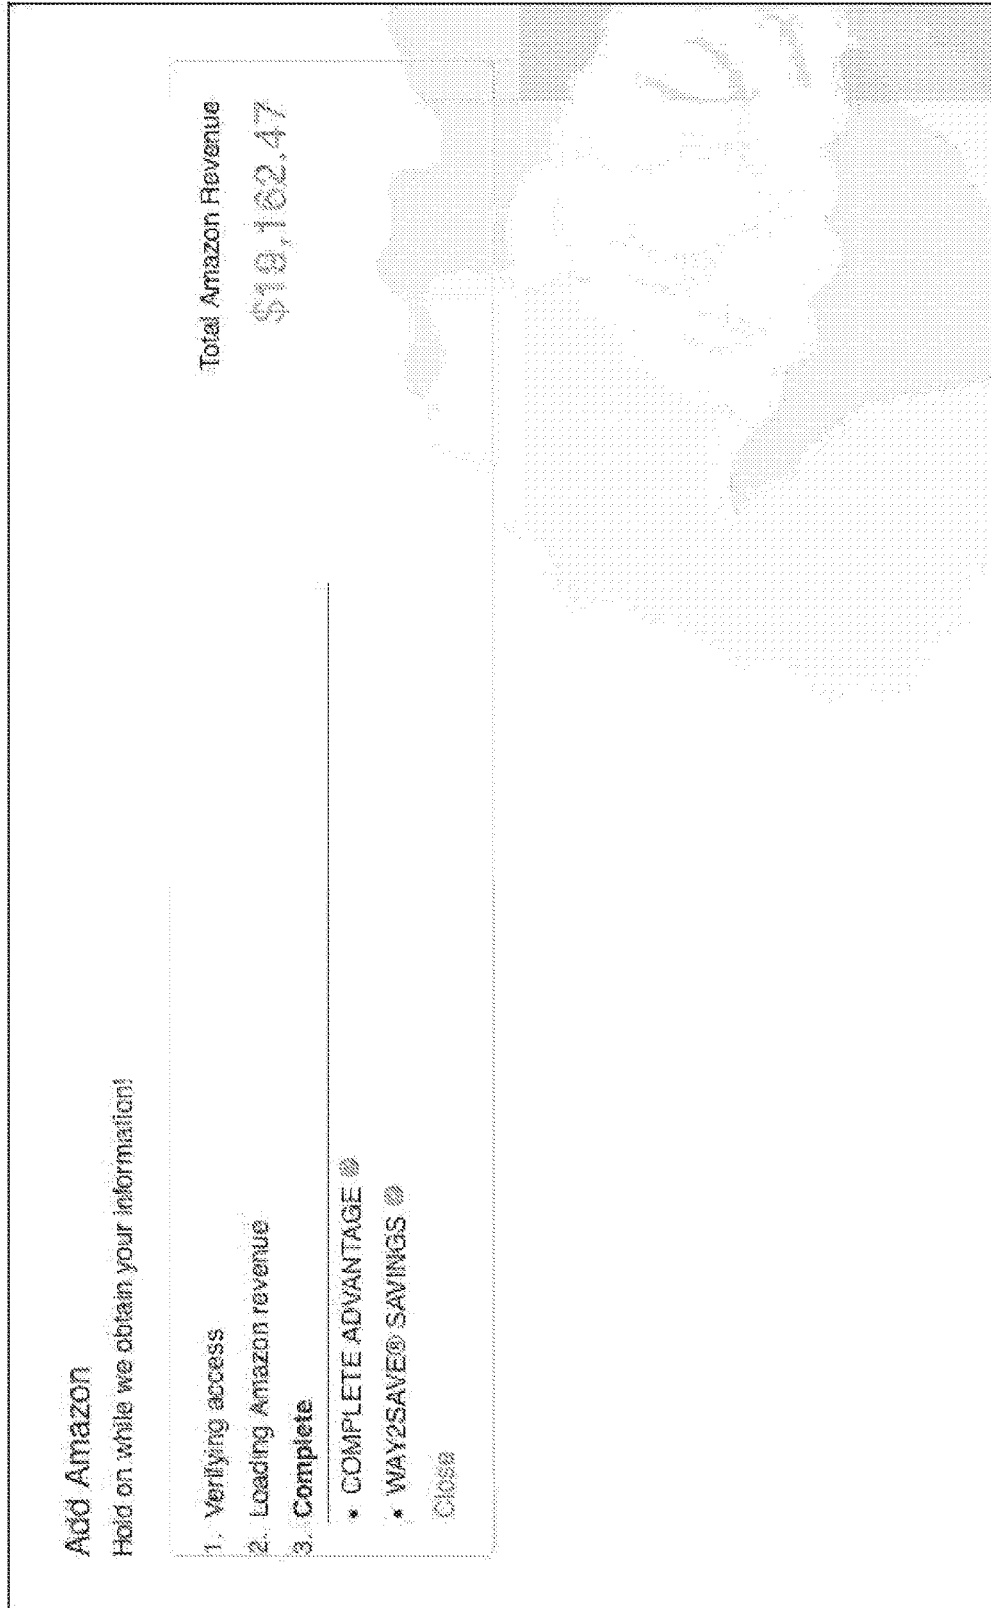 Add Amazon
Hold on while we obtain your information!
1. Verifying access
2. Loading Amazon revenue
3. Complete
• COMPLETE ADVANTAGE
• WAY2SAVE® SAVINGS
Close
Total Amazon Revenue
$19,162.47